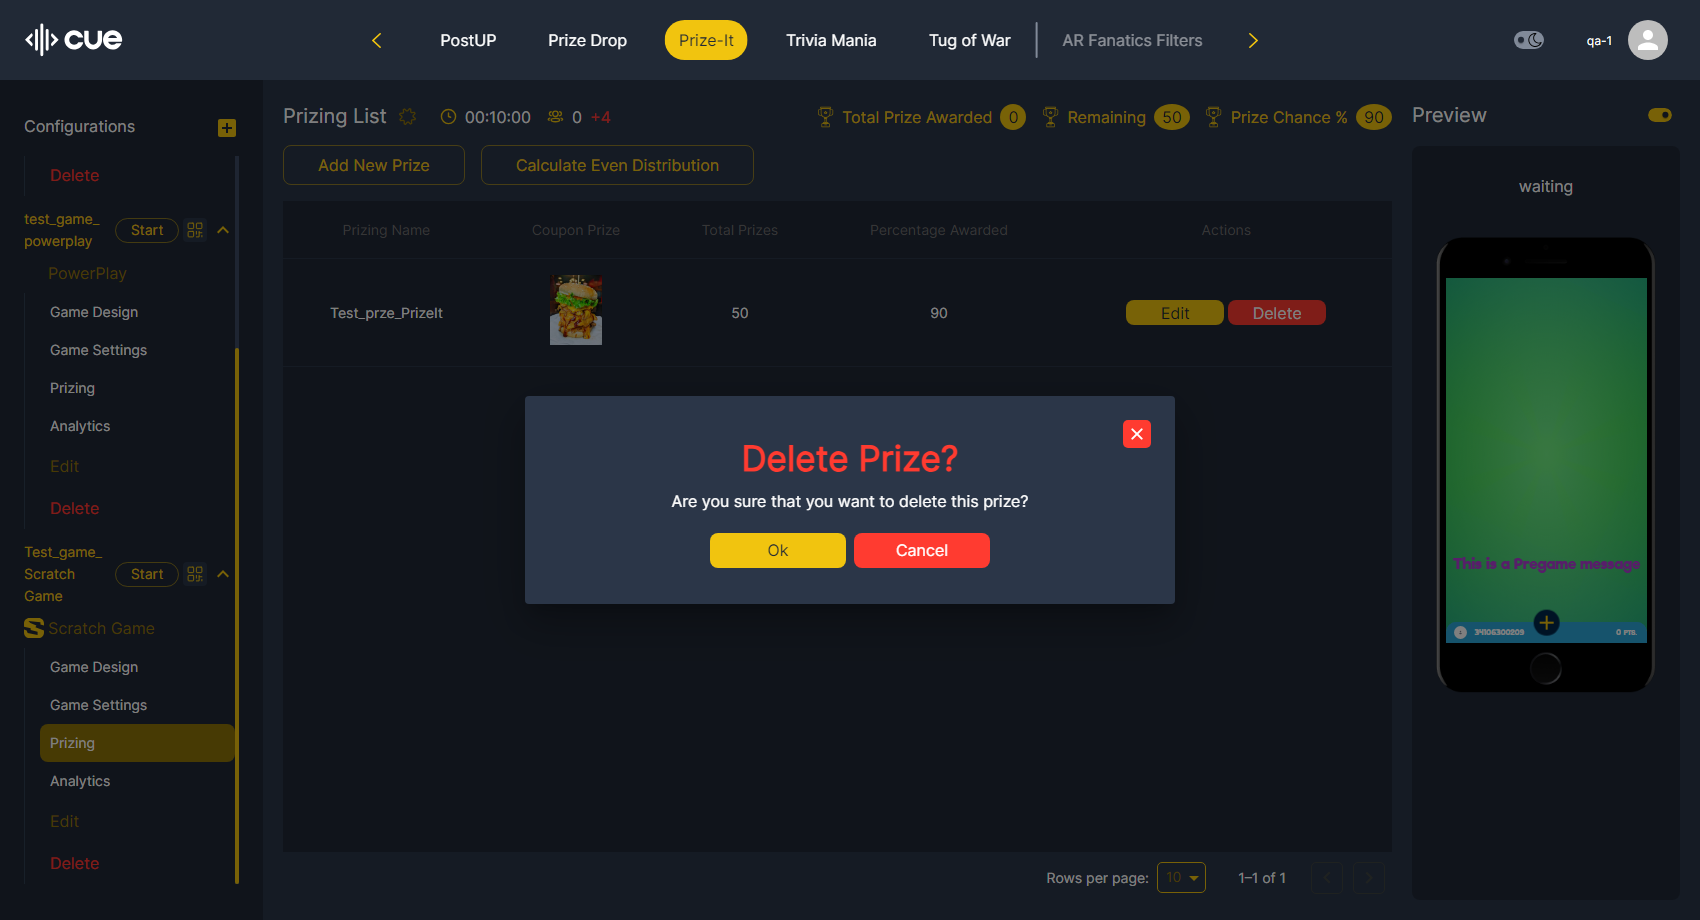 cue
PostUP
Prize Drop
Prize-It
Trivia Mania
Tug of War
AR Fanatics Filters
qa-1
Configurations
Delete
test_game_
powerplay
Start
PowerPlay
Game Design
Game Settings
Prizing
Analytics
Edit
Delete
Test_game_
Scratch
Game
Start
Scratch Game
Game Design
Game Settings
Prizing
Analytics
Edit
Delete
Prizing List
00:10:00
0 +4
Total Prize Awarded 0
Remaining 50
Prize Chance % 90
Add New Prize
Calculate Even Distribution
Prizing Name Coupon Prize Total Prizes Percentage Awarded Actions
Test_prze_PrizeIt 50 90 Edit Delete
Delete Prize?
Are you sure that you want to delete this prize?
Ok
Cancel
Rows per page: 10 1–1 of 1
Preview
waiting
This is a Pregame message
0 PTS.